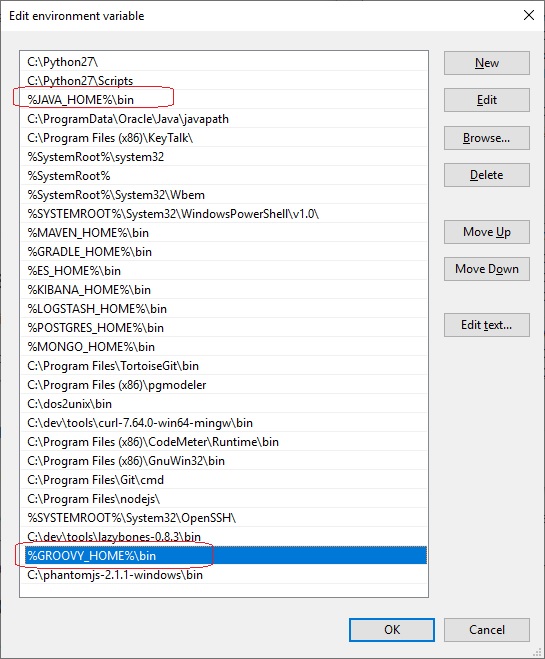 Edit environment variable
C:\Python27\
C:\Python27\Scripts
%JAVA_HOME%\bin
C:\ProgramData\Oracle\Java\javapath
C:\Program Files (x86)\KeyTalk\
%SystemRoot%\system32
%SystemRoot%
%SystemRoot%\System32\Wbem
%SYSTEMROOT%\System32\WindowsPowerShell\v1.0\
%MAVEN_HOME%\bin
%GRADLE_HOME%\bin
%ES_HOME%\bin
%KIBANA_HOME%\bin
%LOGSTASH_HOME%\bin
%POSTGRES_HOME%\bin
%MONGO_HOME%\bin
C:\Program Files\TortoiseGit\bin
C:\Program Files (x86)\pgmodeler
C:\dos2unix\bin
C:\dev\tools\curl-7.64.0-win64-mingw\bin
C:\Program Files (x86)\CodeMeter\Runtime\bin
C:\Program Files (x86)\GnuWin32\bin
C:\Program Files\Git\cmd
C:\Program Files\nodejs\
%SYSTEMROOT%\System32\OpenSSH\
C:\dev\tools\lazybones-0.8.3\bin
%GROOVY_HOME%\bin
C:\phantomjs-2.1.1-windows\bin
New
Edit
Browse...
Delete
Move Up
Move Down
Edit text...
OK
Cancel